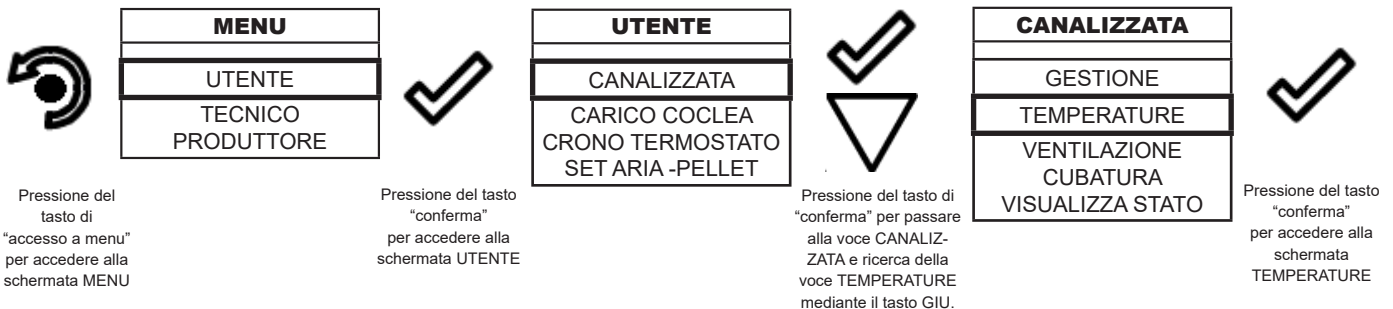 MENU
UTENTE
TECNICO
PRODUTTORE
Pressione del
tasto di
“accesso a menu”
per accedere alla
schermata MENU
Pressione del tasto
“conferma”
per accedere alla
schermata UTENTE
UTENTE
CANALIZZATA
CARICO COCLEA
CRONO TERMOSTATO
SET ARIA -PELLET
Pressione del tasto di
“conferma” per passare
alla voce CANALIZ-
ZATA e ricerca della
voce TEMPERATURE
mediante il tasto GIU.
CANALIZZATA
GESTIONE
TEMPERATURE
VENTILAZIONE
CUBATURA
VISUALIZZA STATO
Pressione del tasto
“conferma”
per accedere alla
schermata
TEMPERATURE